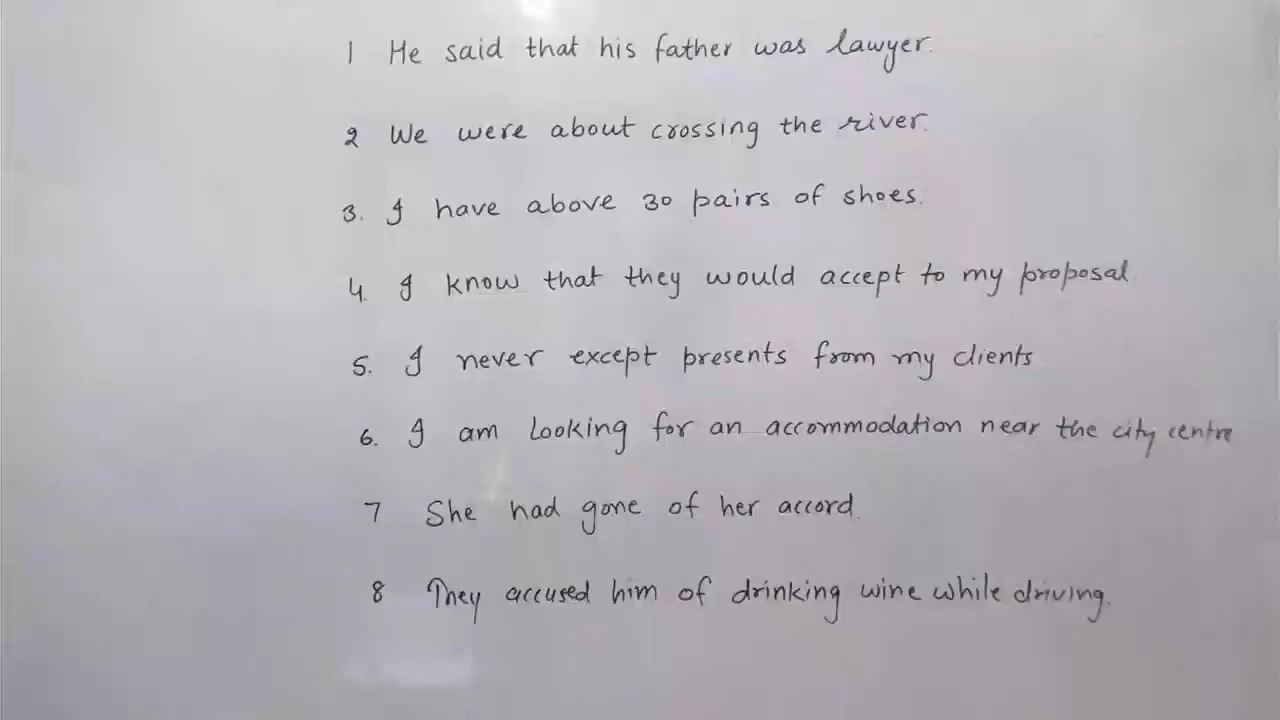 1 He said that his father was lawyer.
2 We were about crossing the river.
3. I have above 30 pairs of shoes.
4. I know that they would accept to my proposal
5. I never except presents from my clients
6. I am looking for an accommodation near the city centre
7 She had gone of her accord.
8 They accused him of drinking wine while driving.